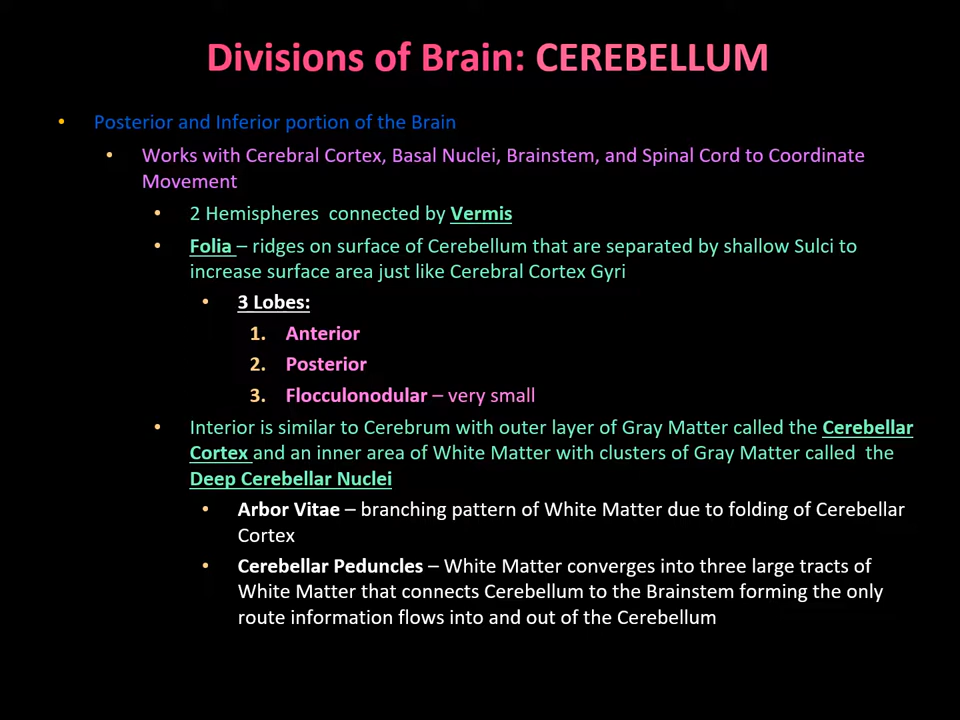 Divisions of Brain: CEREBELLUM
• Posterior and Inferior portion of the Brain
• Works with Cerebral Cortex, Basal Nuclei, Brainstem, and Spinal Cord to Coordinate
Movement
• 2 Hemispheres connected by Vermis
• Folia – ridges on surface of Cerebellum that are separated by shallow Sulci to
increase surface area just like Cerebral Cortex Gyri
• 3 Lobes:
1. Anterior
2. Posterior
3. Flocculonodular – very small
• Interior is similar to Cerebrum with outer layer of Gray Matter called the Cerebellar
Cortex and an inner area of White Matter with clusters of Gray Matter called the
Deep Cerebellar Nuclei
• Arbor Vitae – branching pattern of White Matter due to folding of Cerebellar
Cortex
• Cerebellar Peduncles – White Matter converges into three large tracts of
White Matter that connects Cerebellum to the Brainstem forming the only
route information flows into and out of the Cerebellum